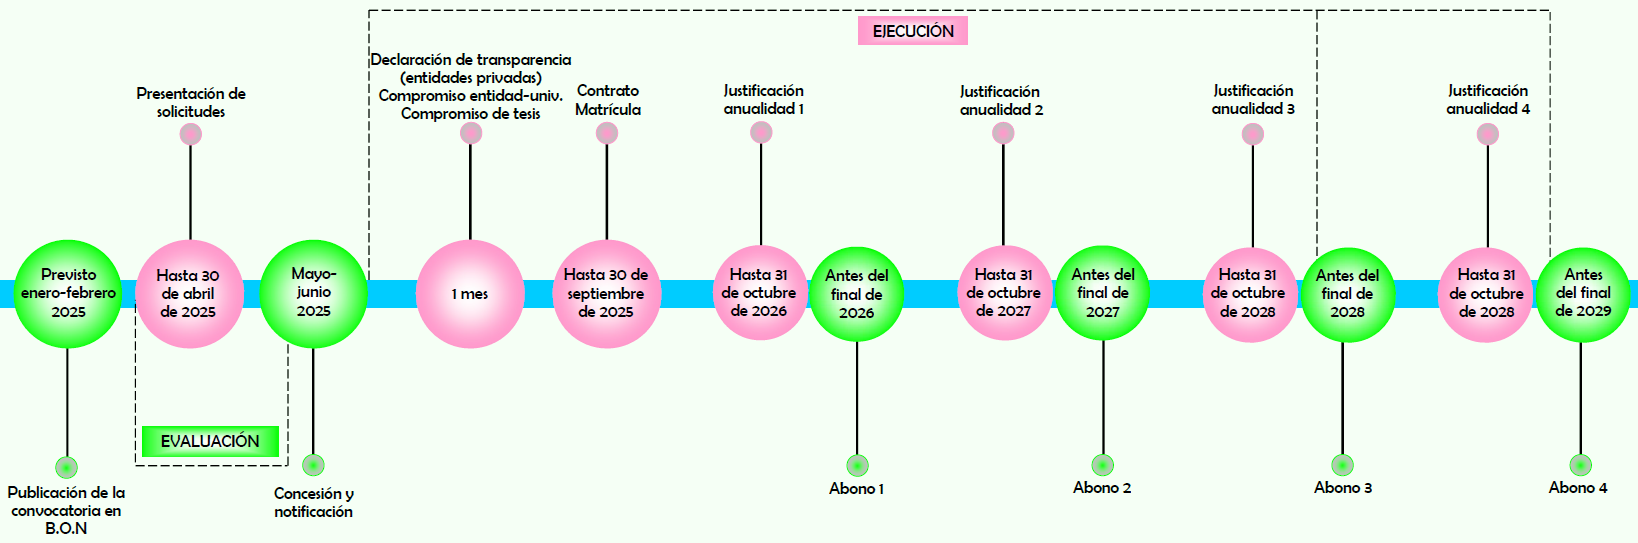 EJECUCIÓN
Presentación de
solicitudes
Declaración de transparencia
(entidades privadas)
Compromiso entidad-univ.
Compromiso de tesis
Contrato
Matrícula
Justificación
anualidad 1
Justificación
anualidad 2
Justificación
anualidad 3
Justificación
anualidad 4
Previsto
enero-febrero
2025
Hasta 30
de abril
de 2025
Mayo-
junio
2025
1 mes
Hasta 30 de
septiembre
de 2025
Hasta 31
de octubre
de 2026
Antes del
final de
2026
Hasta 31
de octubre
de 2027
Antes del
final de
2027
Hasta 31
de octubre
de 2028
Antes del
final de
2028
Hasta 31
de octubre
de 2028
Antes
del final
de 2029
EVALUACIÓN
Publicación de la
convocatoria en
B.O.N
Concesión y
notificación
Abono 1
Abono 2
Abono 3
Abono 4